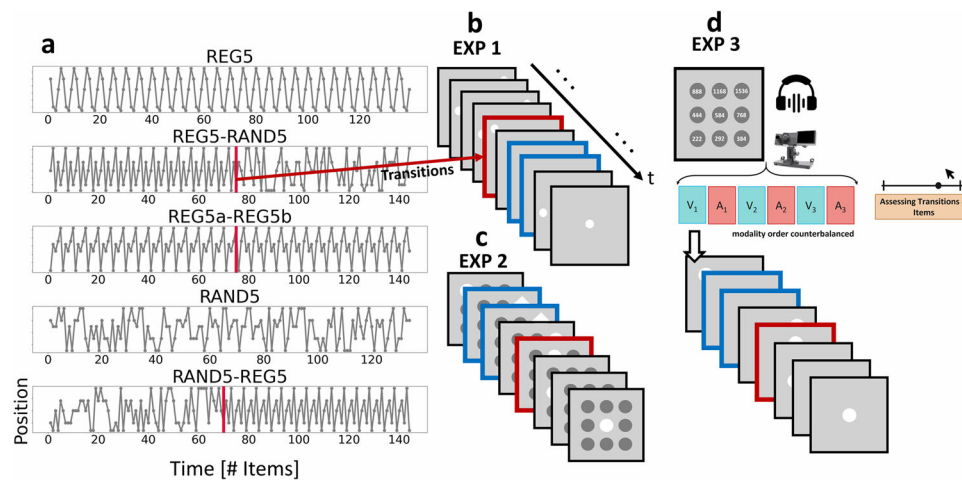 a
REG5
0 20 40 60 80 100 120
REG5-RAND5
0 20 40 60 80 100 120 140
Transitions
REG5a-REG5b
0 20 40 60 80 100 120 140
RAND5
0 20 40 60 80 100 120
RAND5-REG5
0 20 40 60 80 100 120 140
Position
Time [# Items]
b
EXP 1
t
c
EXP 2
d
EXP 3
888 1168 1536
444 584 768
222 292 384
V1 A1 V2 A2 V3 A3
modality order counterbalanced
Assessing Transitions
Items